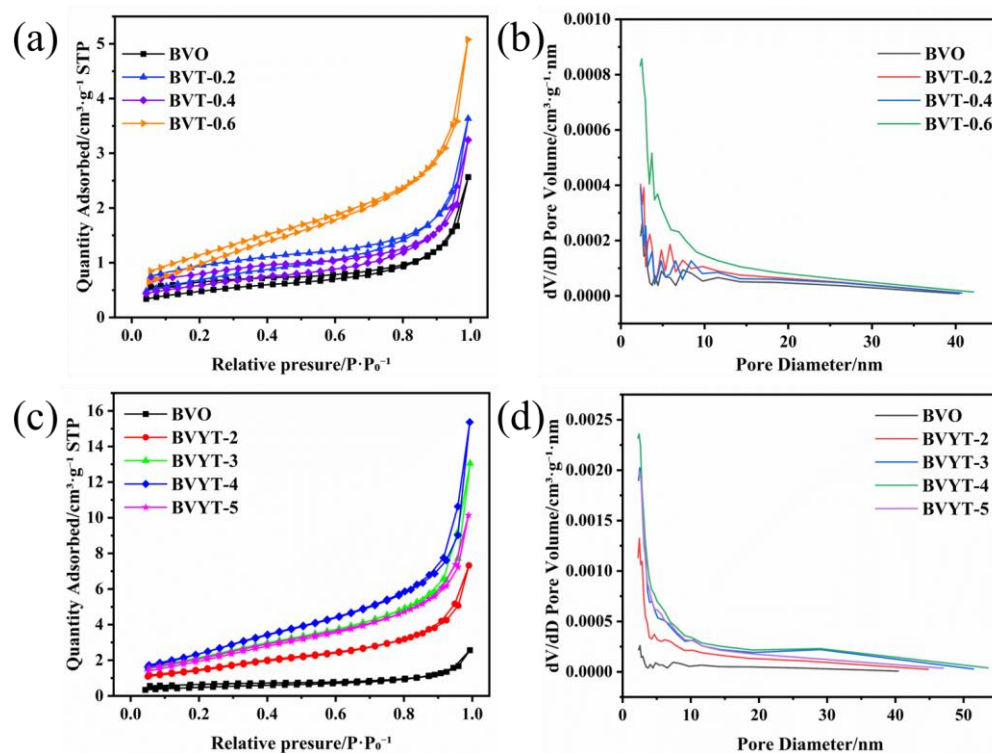 (a)
BVO
BVT-0.2
BVT-0.4
BVT-0.6
Quantity Adsorbed/cm³·g⁻¹ STP
5
4
3
2
1
0
0.0 0.2 0.4 0.6 0.8 1.0
Relative presure/P·P₀⁻¹
(b)
BVO
BVT-0.2
BVT-0.4
BVT-0.6
dV/dD Pore Volume/cm³·g⁻¹·nm
0.0010
0.0008
0.0006
0.0004
0.0002
0.0000
0 10 20 30 40
Pore Diameter/nm
(c)
BVO
BVYT-2
BVYT-3
BVYT-4
BVYT-5
Quantity Adsorbed/cm³·g⁻¹ STP
16
14
12
10
8
6
4
2
0
0.0 0.2 0.4 0.6 0.8 1.0
Relative presure/P·P₀⁻¹
(d)
BVO
BVYT-2
BVYT-3
BVYT-4
BVYT-5
dV/dD Pore Volume/cm³·g⁻¹·nm
0.0025
0.0020
0.0015
0.0010
0.0005
0.0000
0 10 20 30 40 50
Pore Diameter/nm